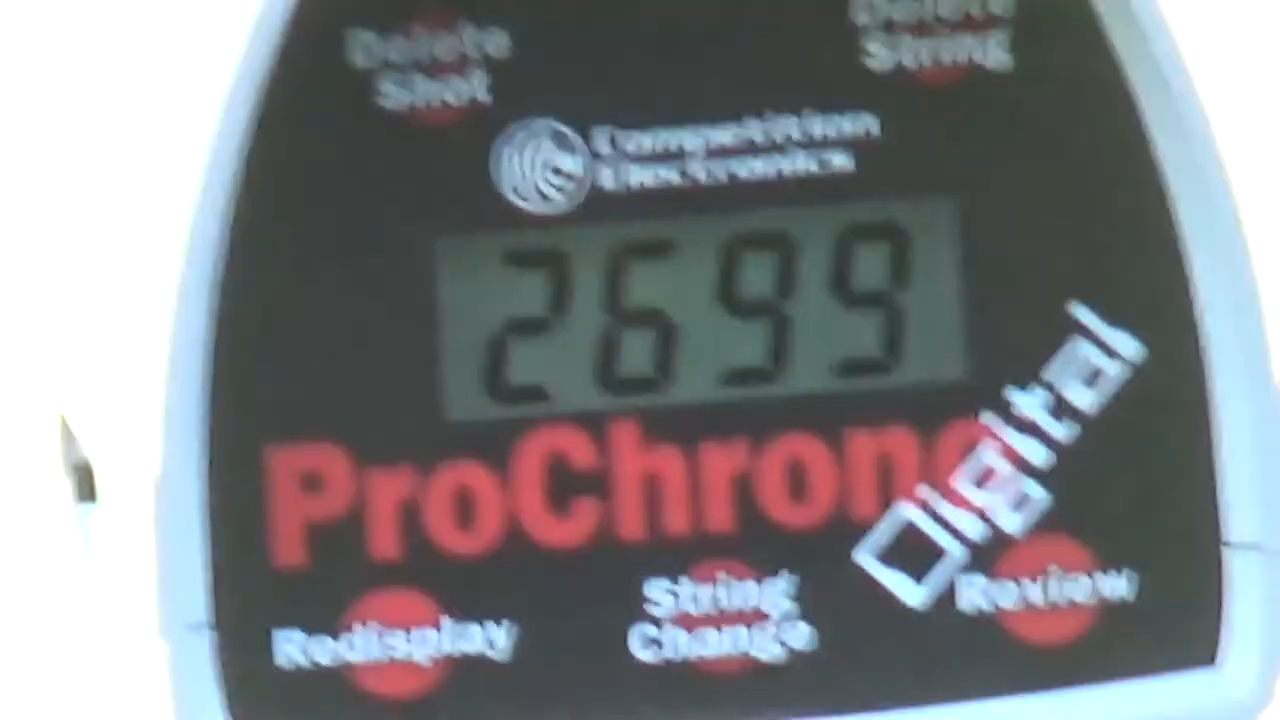 Delete
Shot
Delete
String
Competition
Electronics
2699
ProChrono
Digital
Redisplay
String
Change
Review